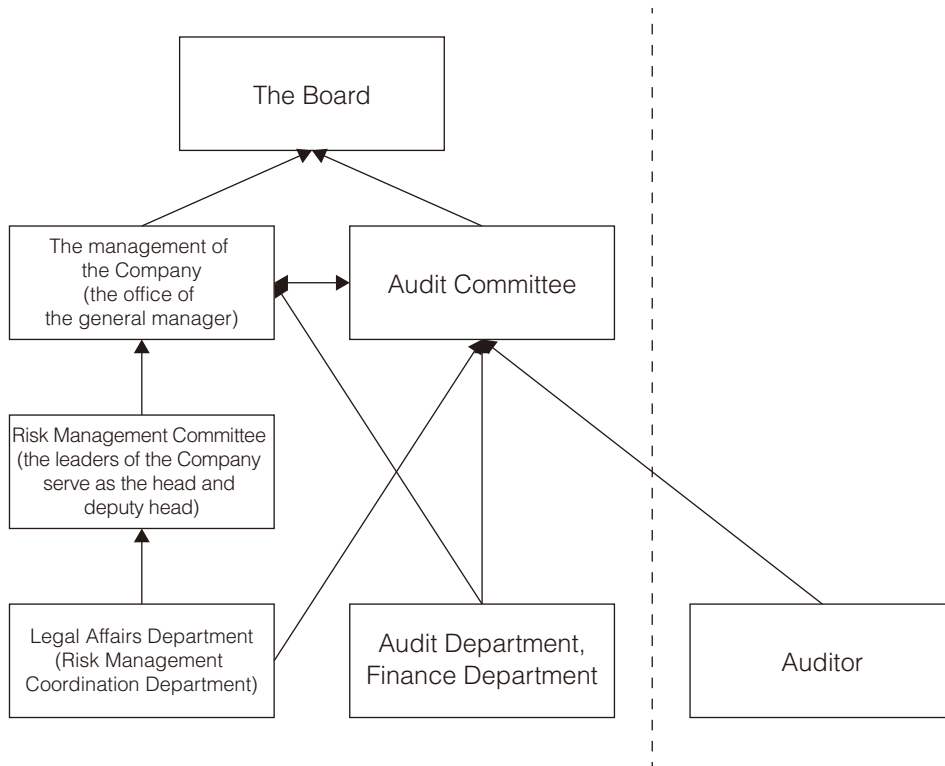 The Board
The management of
the Company
(the office of
the general manager)
Audit Committee
Risk Management Committee
(the leaders of the Company
serve as the head and
deputy head)
Legal Affairs Department
(Risk Management
Coordination Department)
Audit Department,
Finance Department
Auditor